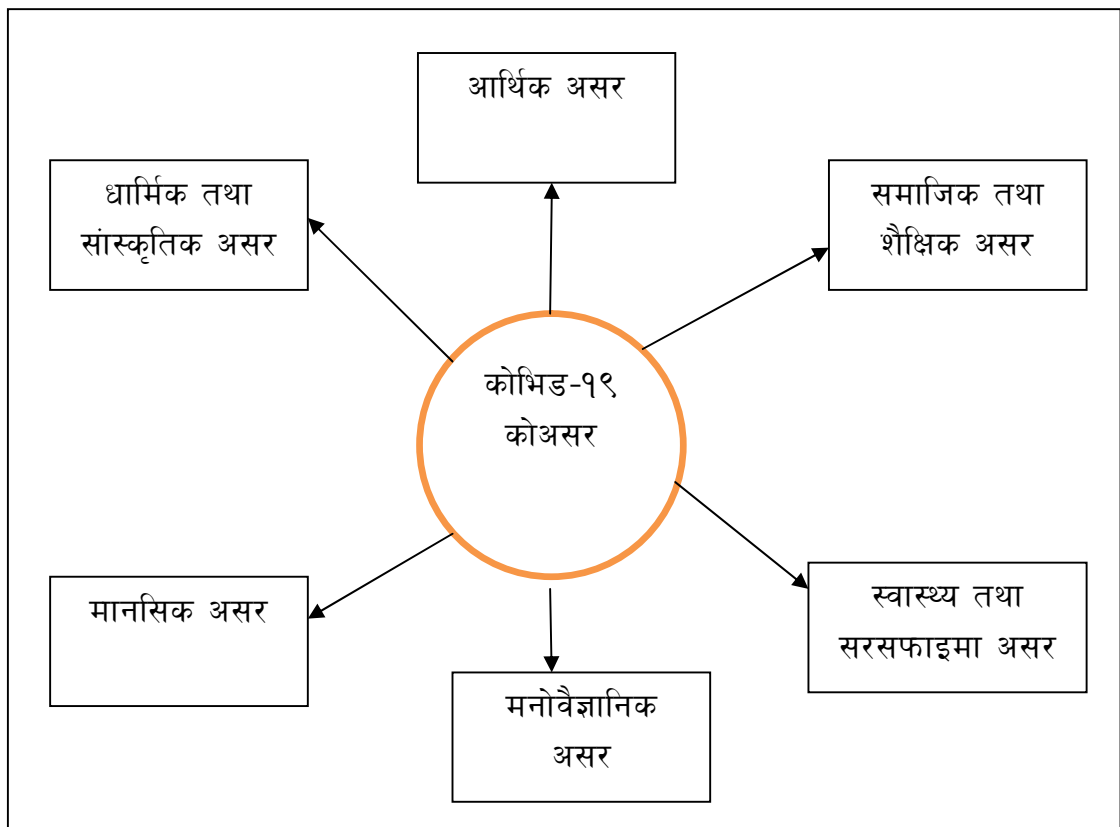 आर्थिक असर
धार्मिक तथा
सांस्कृतिक असर
समाजिक तथा
शैक्षिक असर
कोभिड-१९
कोअसर
मानसिक असर
स्वास्थ्य तथा
सरसफाइमा असर
मनोवैज्ञानिक
असर